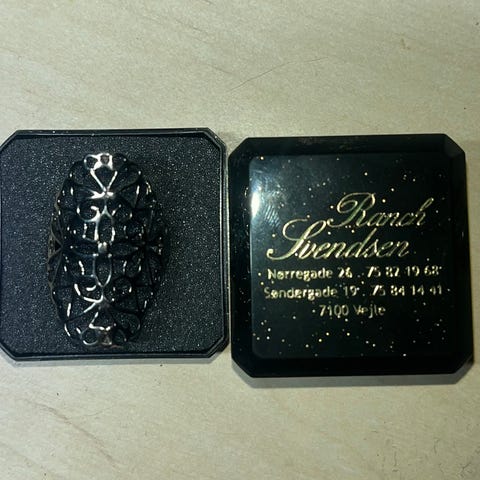 Ranch
Svendsen
Nørregade 26 . 75 82 19 68
Søndergade 19 . 75 84 14 41
7100 Vejle